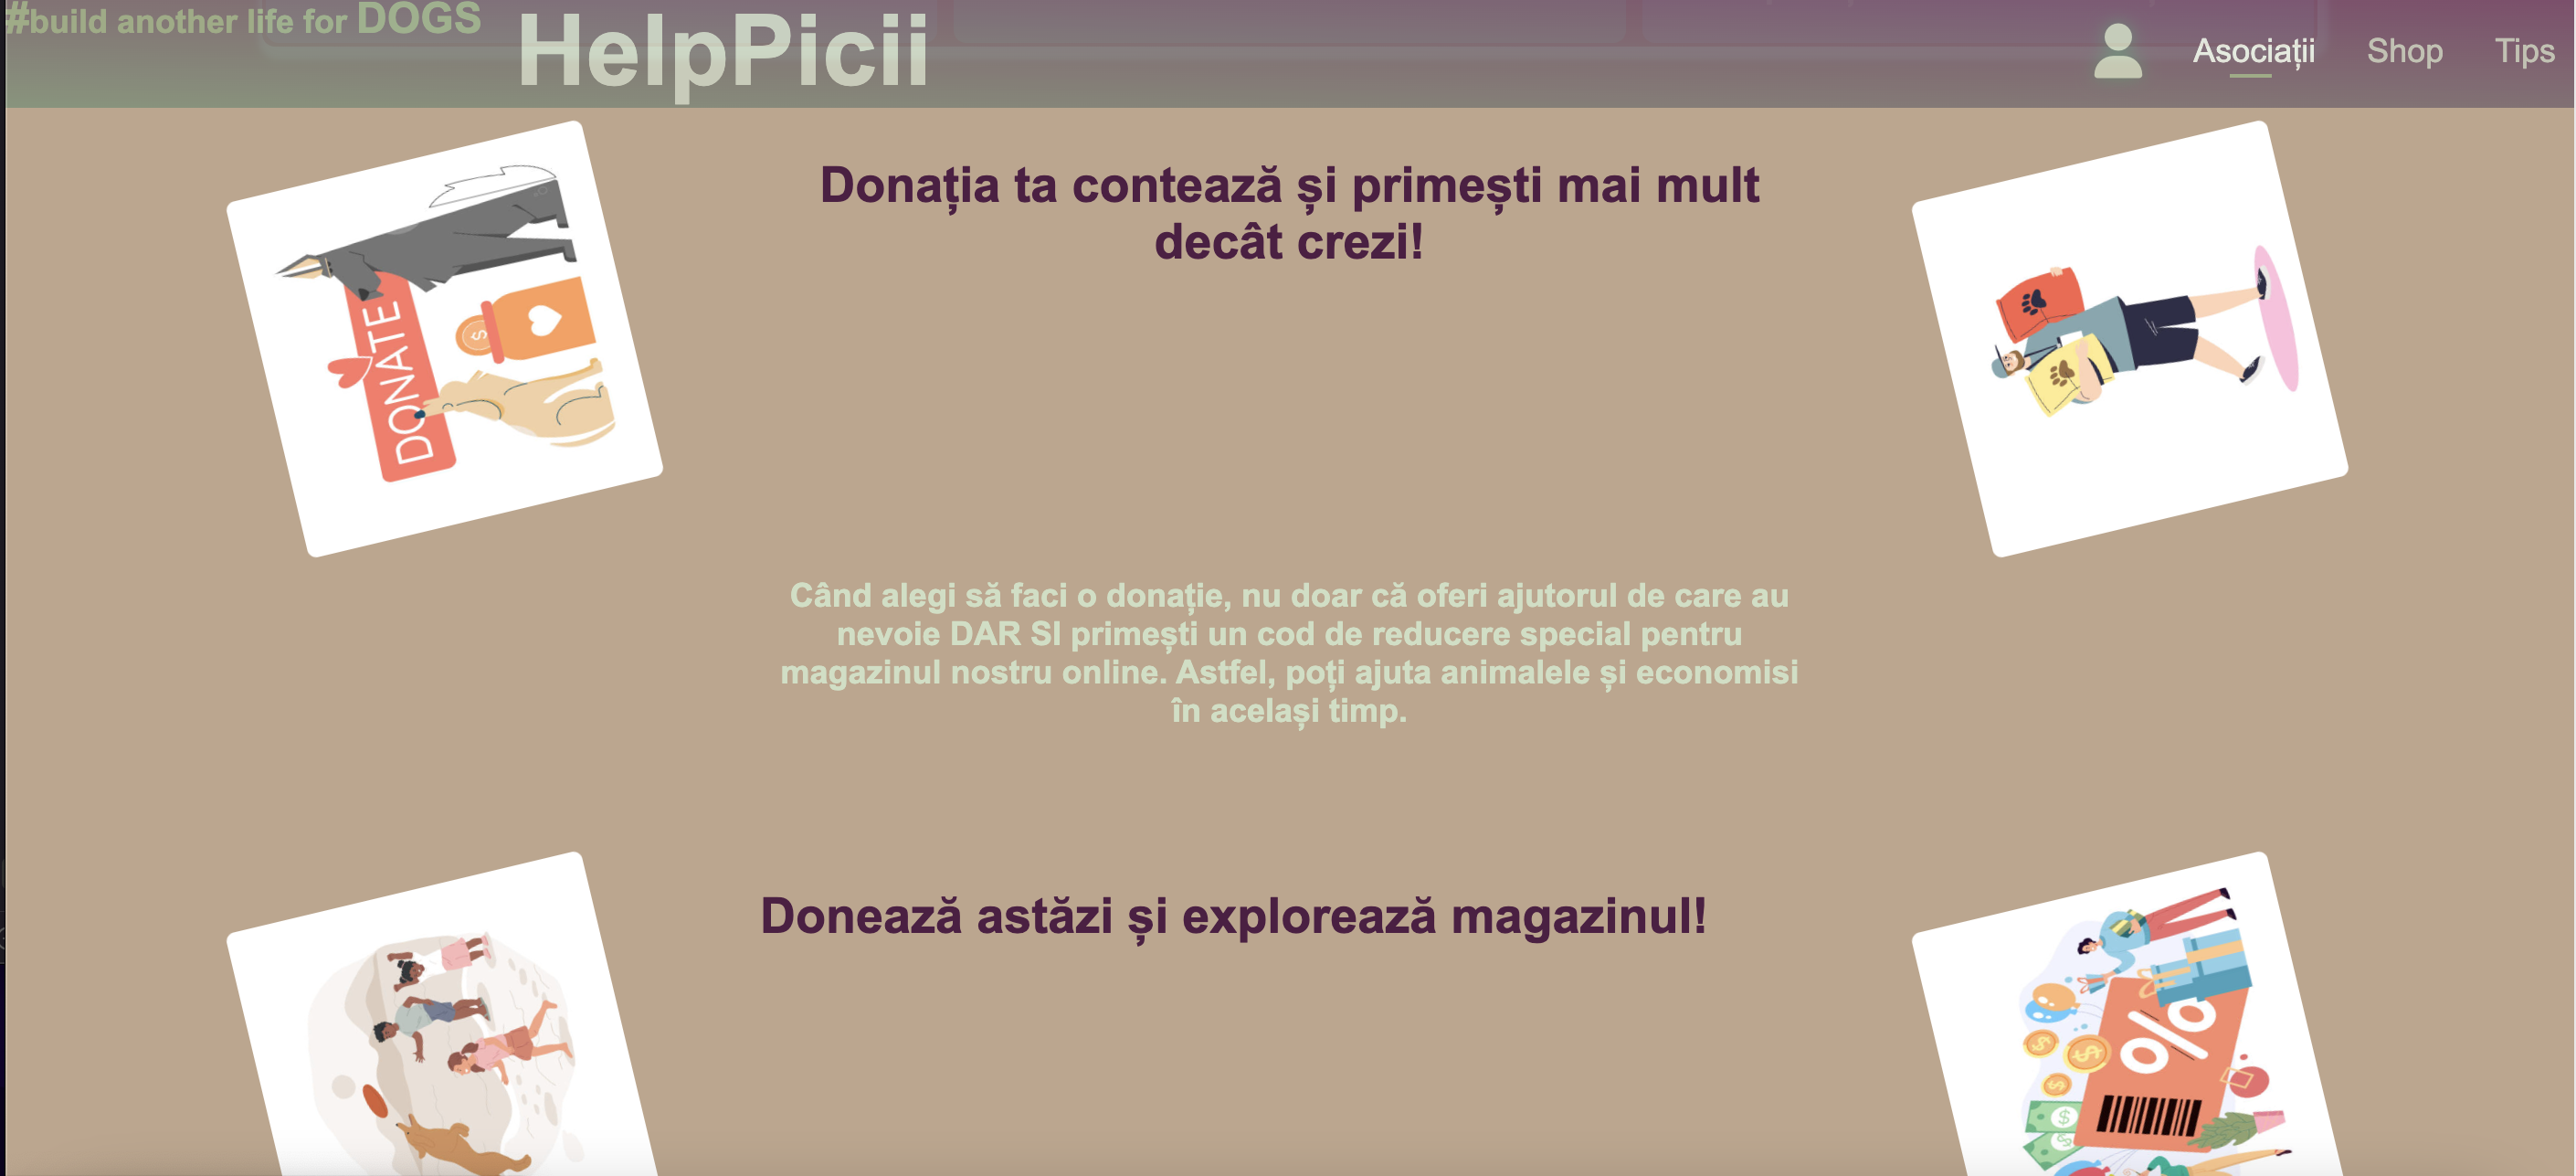 #build another life for DOGS
HelpPicii
Asociații
Shop
Tips
Donația ta contează și primești mai mult
decât crezi!
DONATE
$
Când alegi să faci o donație, nu doar că oferi ajutorul de care au
nevoie DAR SI primești un cod de reducere special pentru
magazinul nostru online. Astfel, poți ajuta animalele și economisi
în același timp.
Donează astăzi și explorează magazinul!
%
$
$
$
$
$